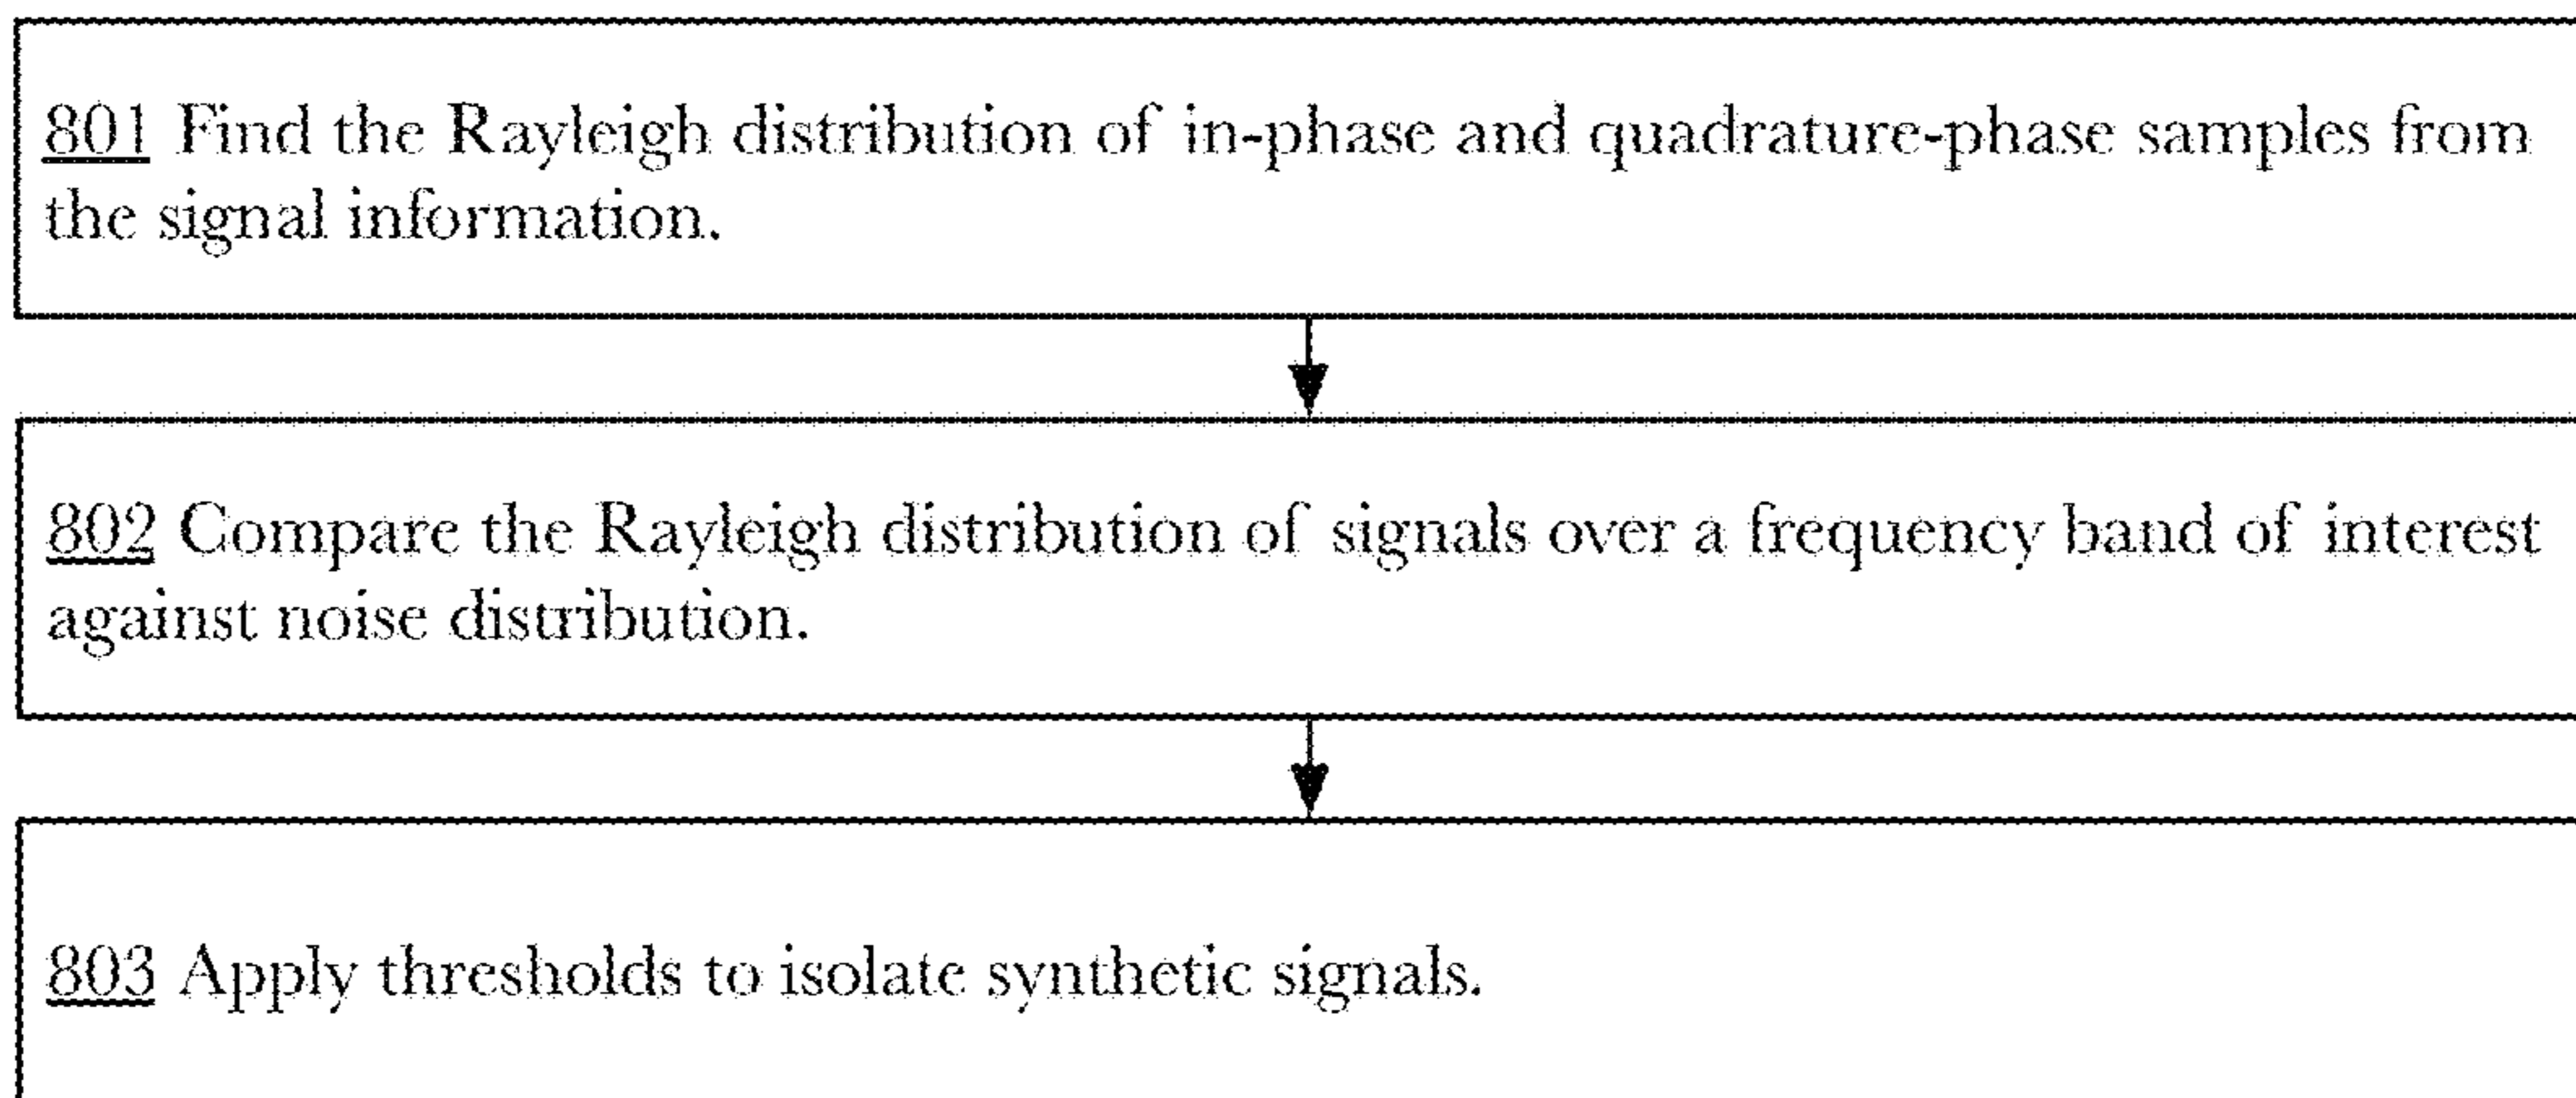 801 Find the Rayleigh distribution of in-phase and quadrature-phase samples from
the signal information.
802 Compare the Rayleigh distribution of signals over a frequency band of interest
against noise distribution.
803 Apply thresholds to isolate synthetic signals.